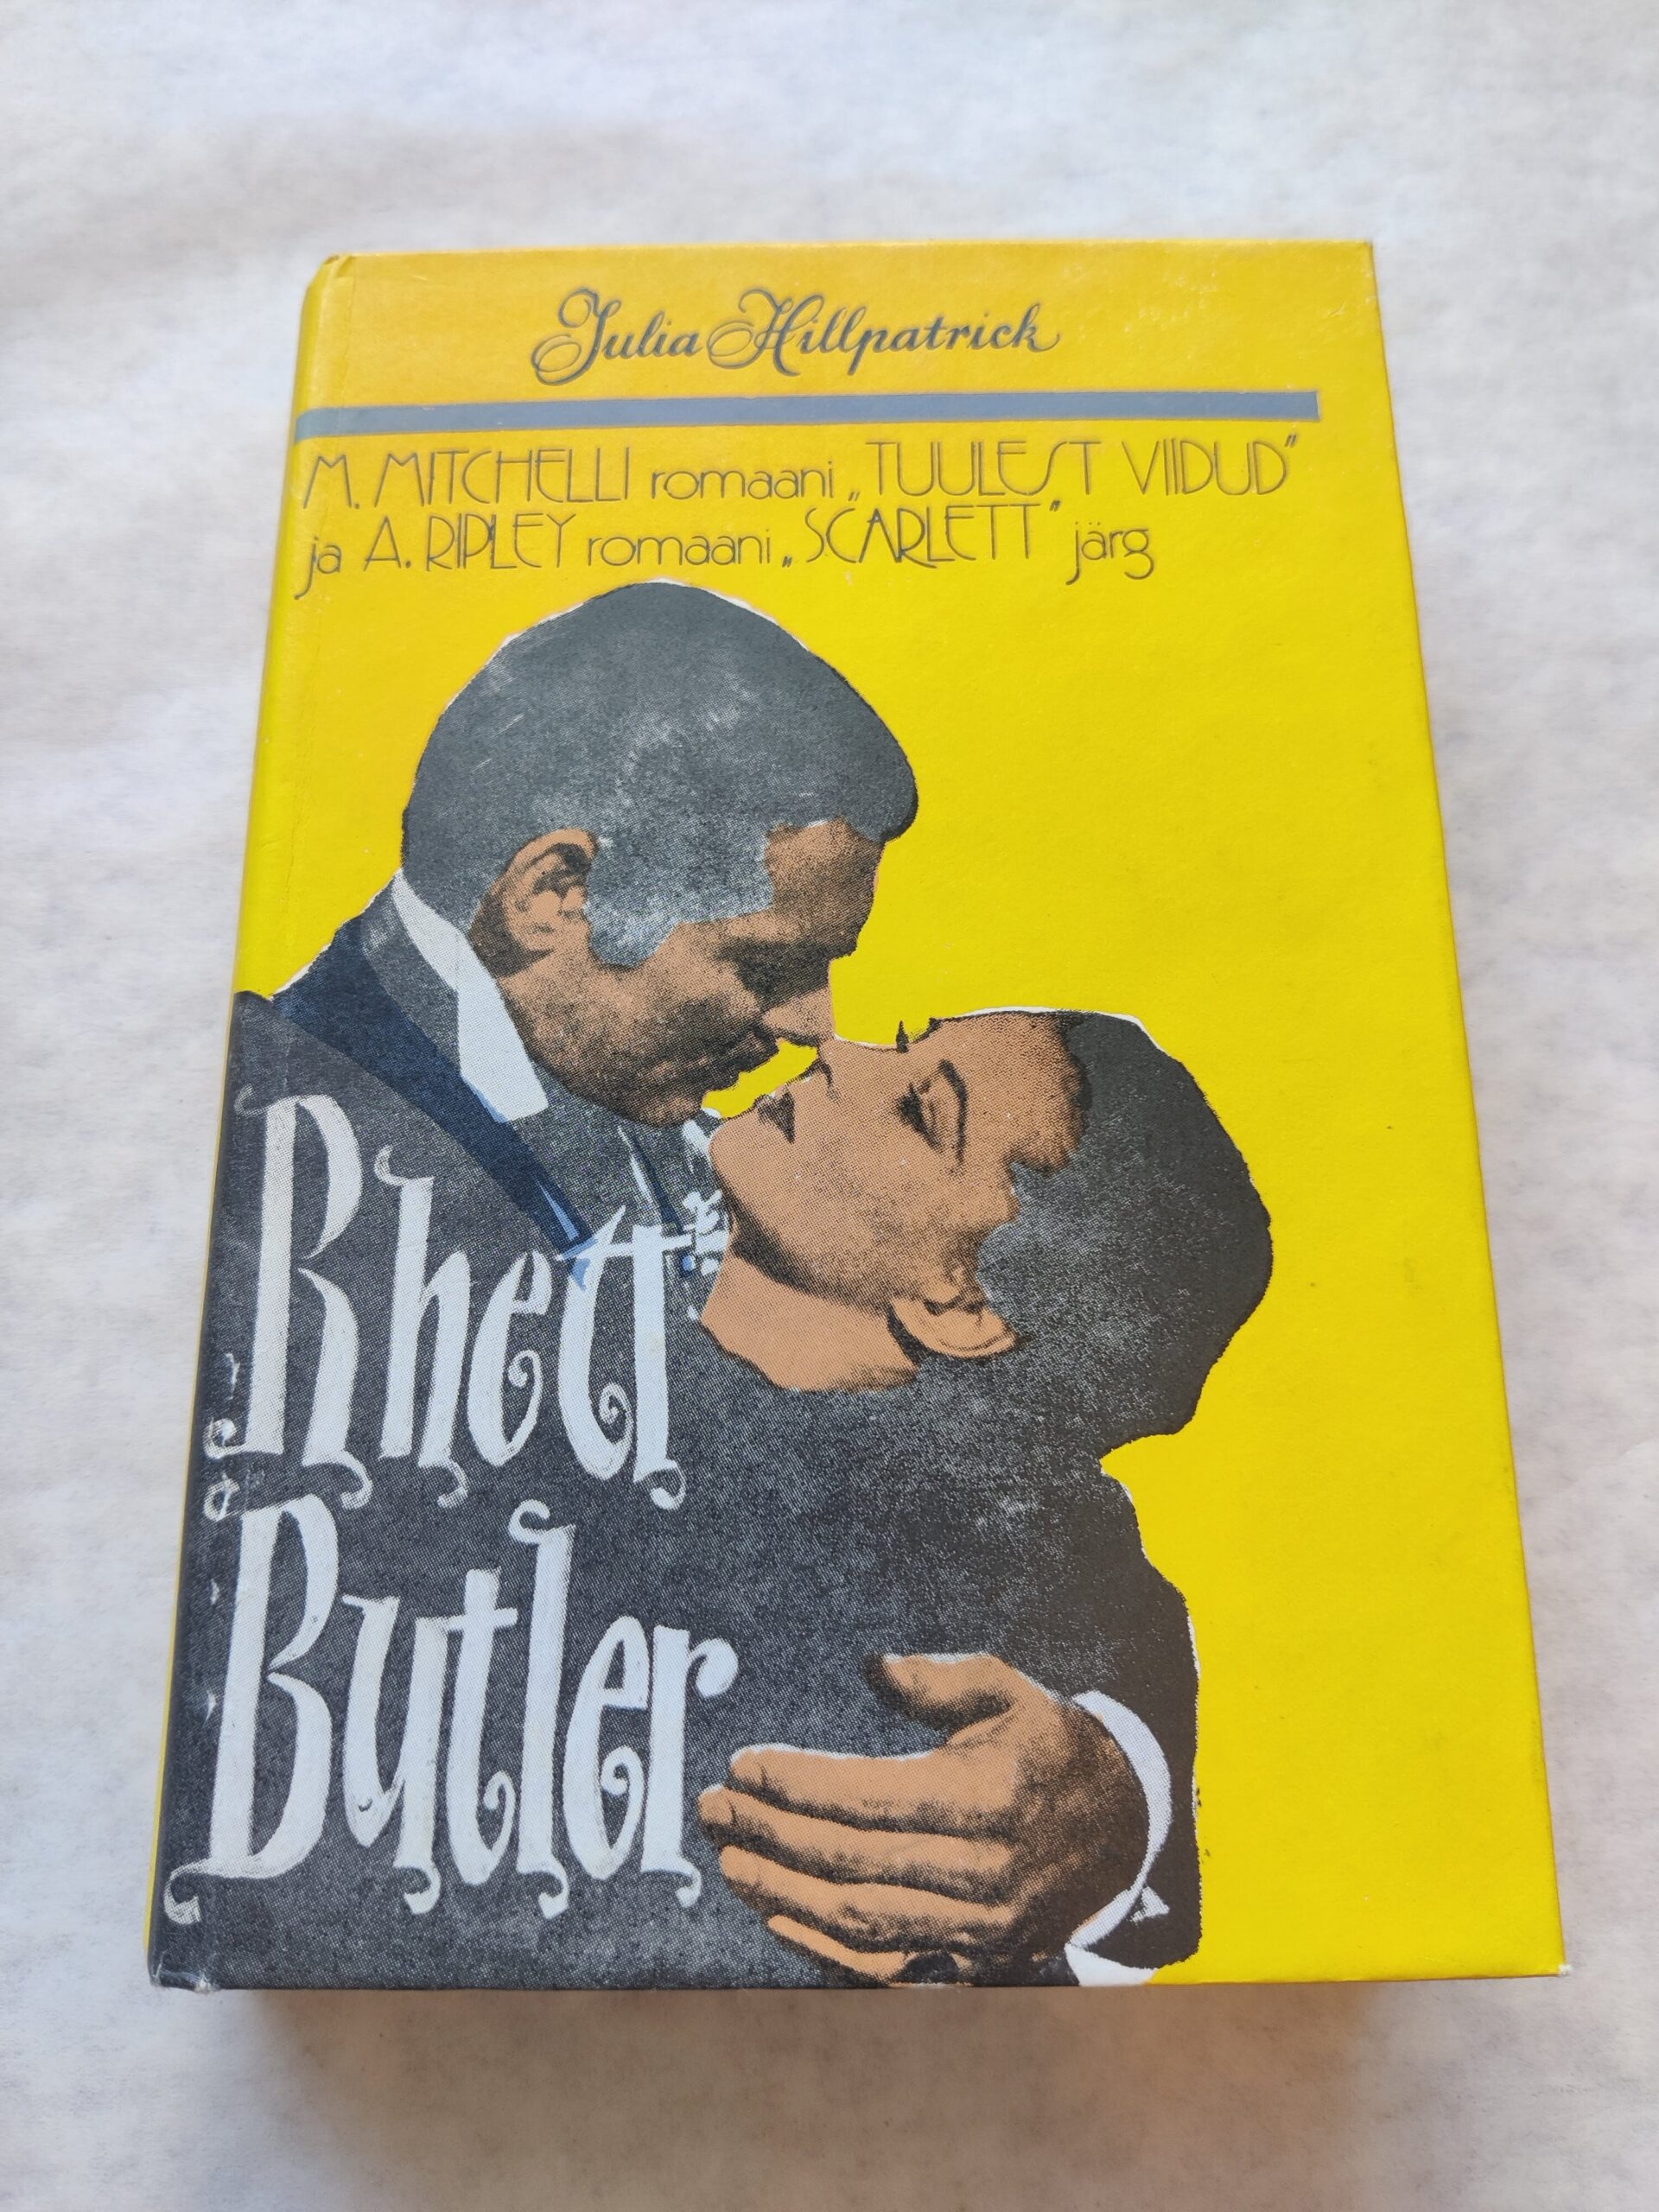 Julia Hillpatrick
M. MITCHELLI romaani „TUULEST VIIDUD"
ja A. RIPLEY romaani „SCARLETT" järg
Rhett
Butler